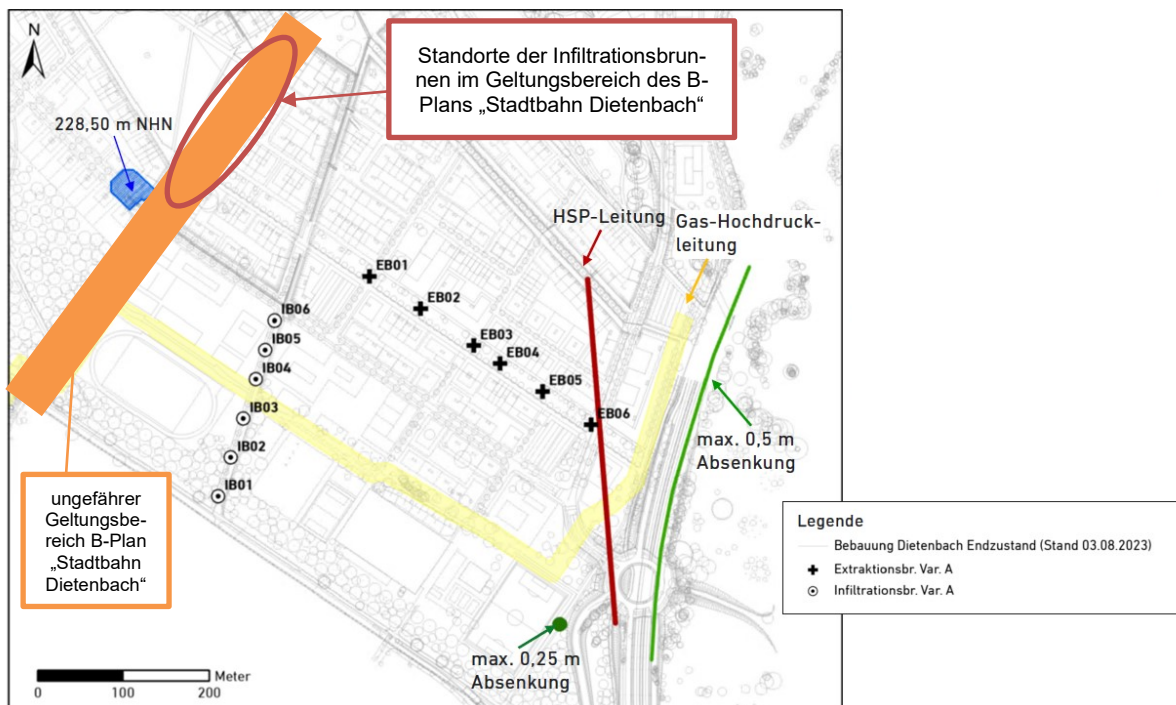 N
Standorte der Infiltrationsbrun-
nen im Geltungsbereich des B-
Plans „Stadtbahn Dietenbach“
228,50 m NHN
HSP-Leitung
Gas-Hochdruck-
leitung
EB01
EB02
EB03
EB04
EB05
EB06
IB06
IB05
IB04
IB03
IB02
IB01
max. 0,5 m
Absenkung
ungefährer
Geltungsbe-
reich B-Plan
„Stadtbahn
Dietenbach“
Legende
Bebauung Dietenbach Endzustand (Stand 03.08.2023)
Extraktionsbr. Var. A
Infiltrationsbr. Var. A
max. 0,25 m
Absenkung
Meter
0 100 200